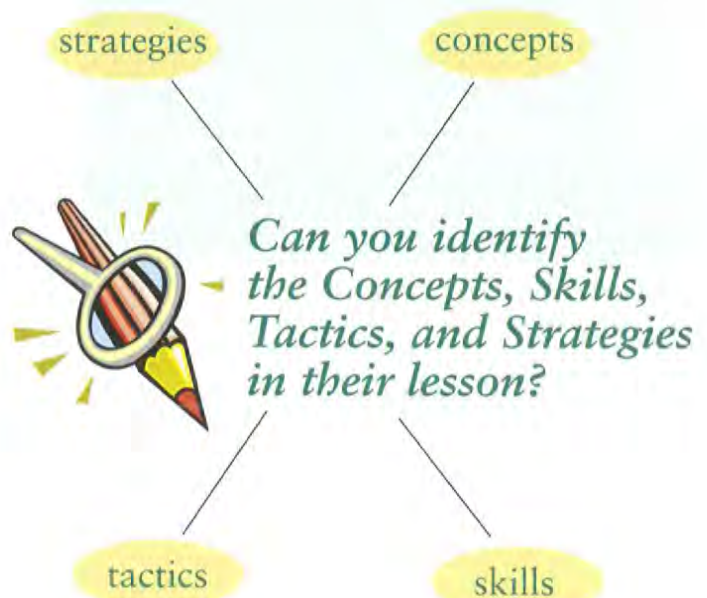 strategies
concepts
Can you identify
the Concepts, Skills,
Tactics, and Strategies
in their lesson?
tactics
skills